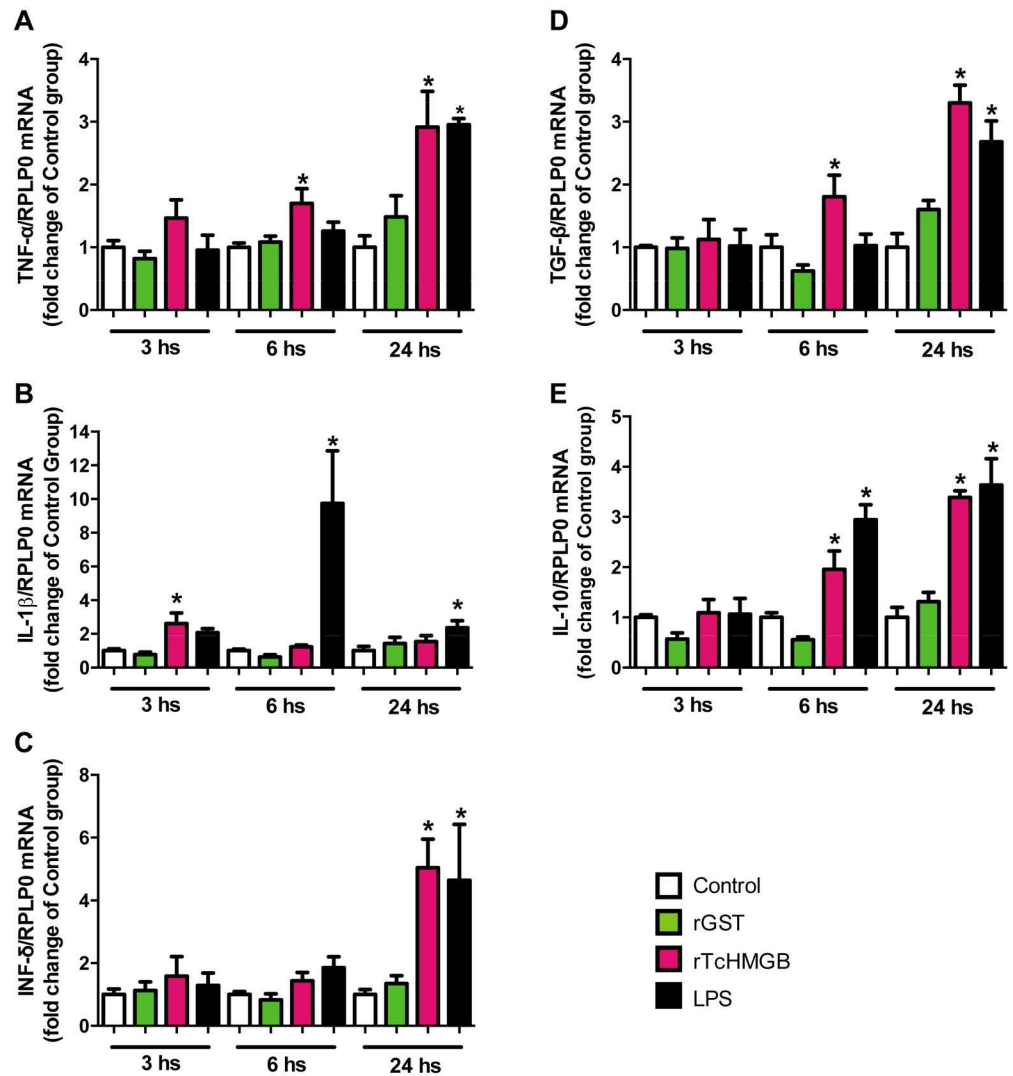 A
TNF-α/RPLP0 mRNA
(fold change of Control group)
4
3
2
1
0
*
*
*
3 hs
6 hs
24 hs
D
TGF-β/RPLP0 mRNA
(fold change of Control group)
4
3
2
1
0
*
*
*
3 hs
6 hs
24 hs
B
IL-1β/RPLP0 mRNA
(fold change of Control Group)
14
12
10
8
6
4
2
0
*
*
*
3 hs
6 hs
24 hs
E
IL-10/RPLP0 mRNA
(fold change of Control group)
5
4
3
2
1
0
*
*
*
*
3 hs
6 hs
24 hs
C
INF-δ/RPLP0 mRNA
(fold change of Control group)
8
6
4
2
0
*
*
3 hs
6 hs
24 hs
Control
rGST
rTcHMGB
LPS